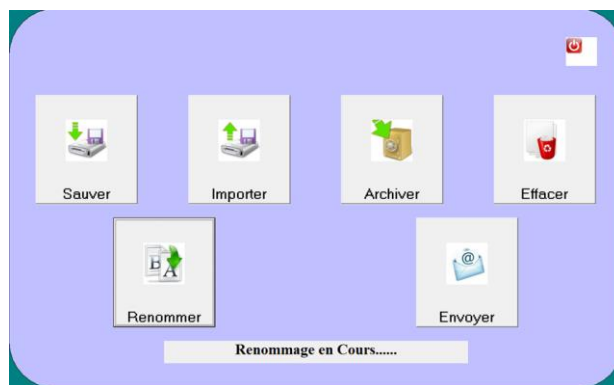 Sauver
Importer
Archiver
Effacer
B A
@
Renommer
Envoyer
Renommage en Cours......